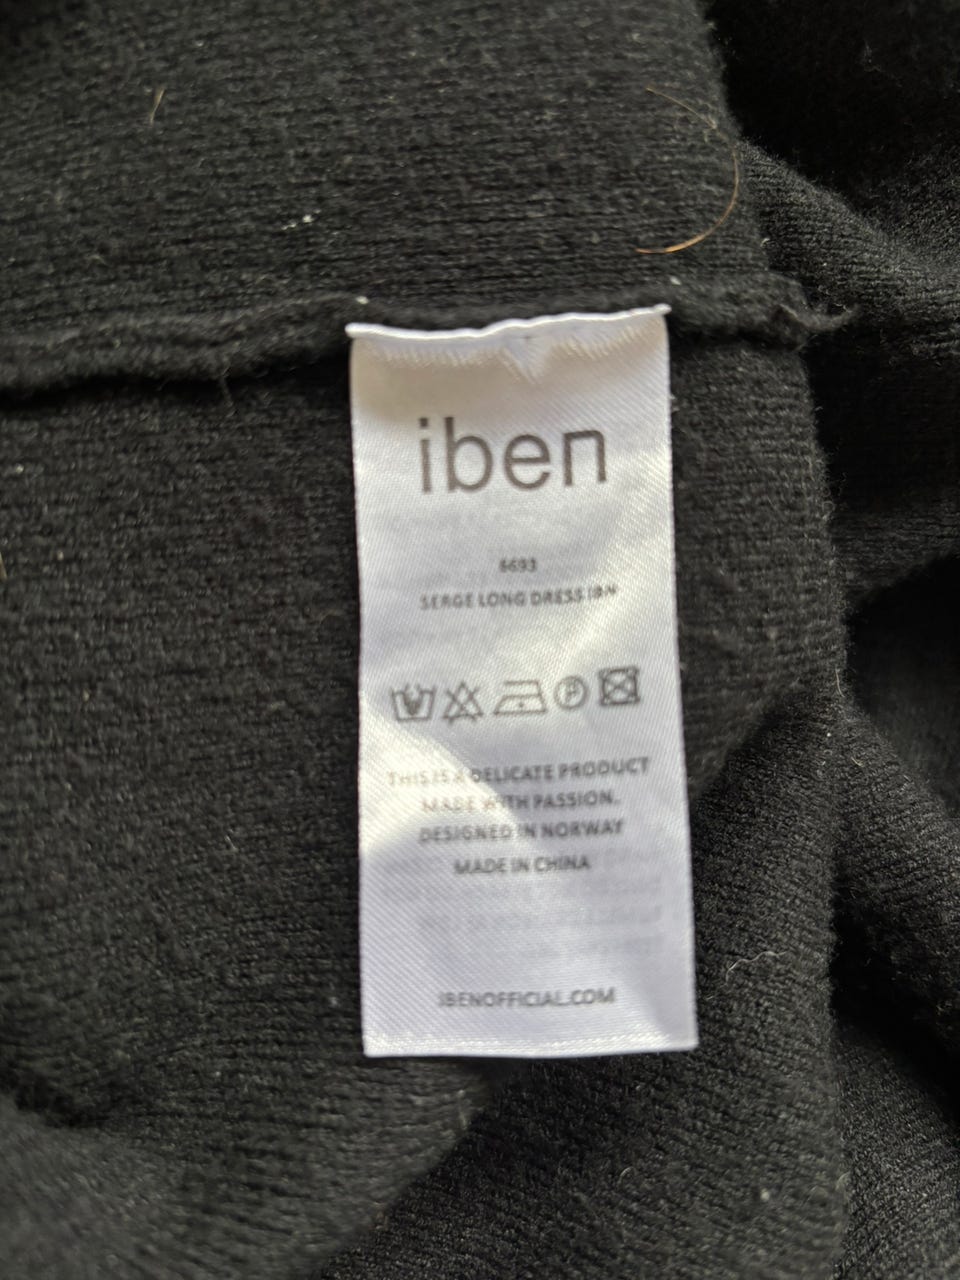 iben
6693
SERGE LONG DRESS IBN
P
THIS IS A DELICATE PRODUCT
MADE WITH PASSION.
DESIGNED IN NORWAY
MADE IN CHINA
IBENOFFICIAL.COM